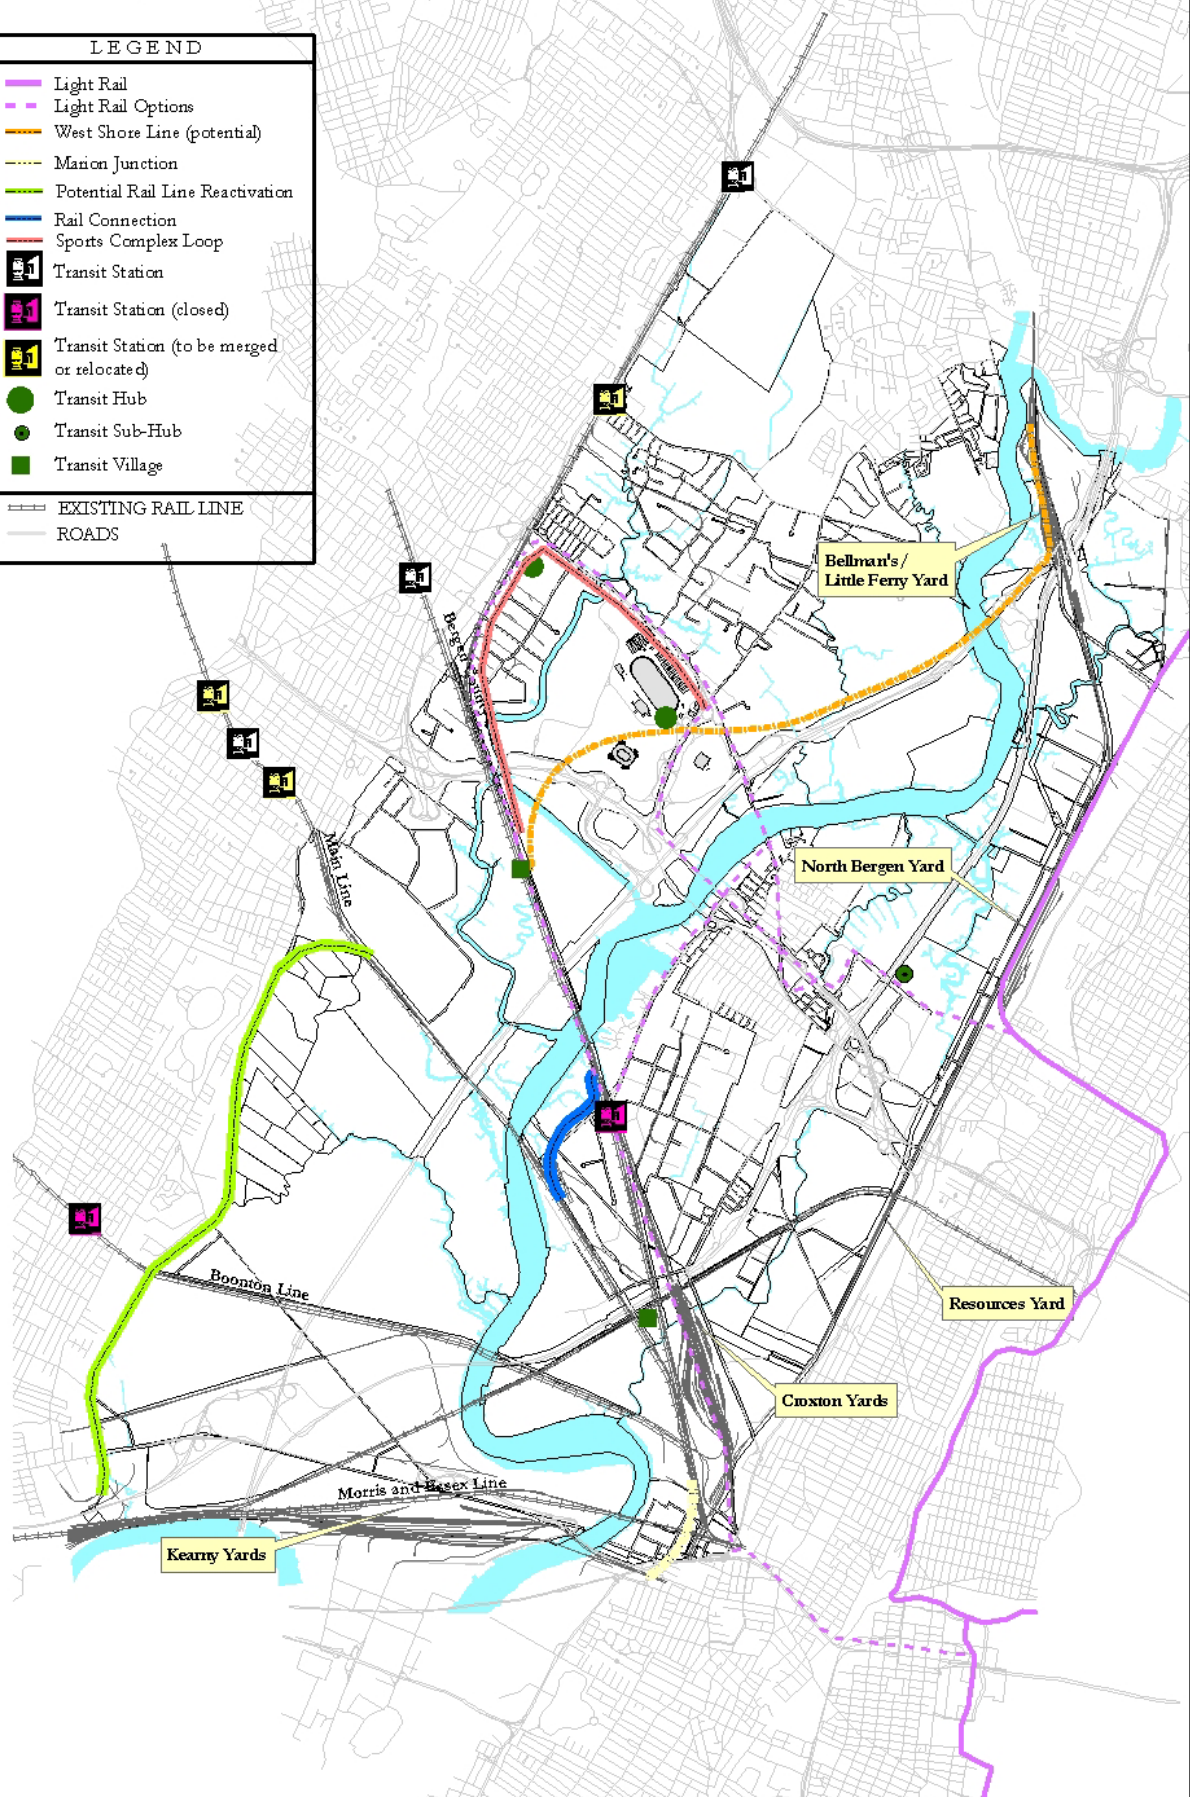 LEGEND
Light Rail
Light Rail Options
West Shore Line (potential)
Marion Junction
Potential Rail Line Reactivation
Rail Connection
Sports Complex Loop
Transit Station
Transit Station (closed)
Transit Station (to be merged
or relocated)
Transit Hub
Transit Sub-Hub
Transit Village
EXISTING RAIL LINE
ROADS
Bellman's /
Little Ferry Yard
Bergen
Main Line
North Bergen Yard
Boonton Line
Resources Yard
Croxton Yards
Morris and Essex Line
Kearny Yards